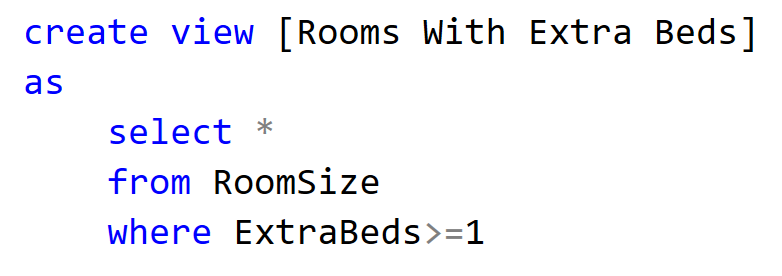 create view [Rooms With Extra Beds]
as
    select *
    from RoomSize
    where ExtraBeds>=1